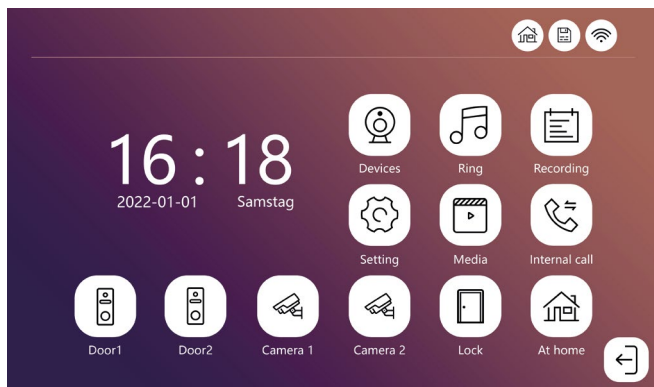 16 : 18
2022-01-01 Samstag
Devices Ring Recording
Setting Media Internal call
Door1 Door2 Camera 1 Camera 2 Lock At home